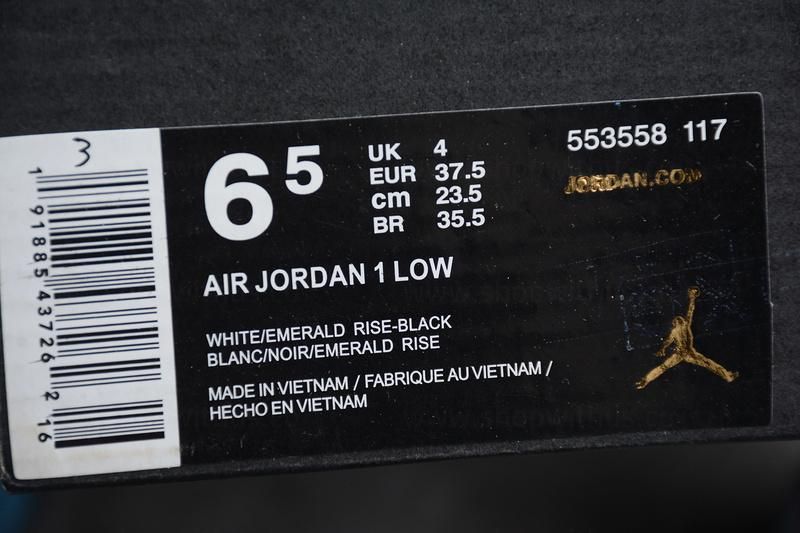 3
1 91885 43726 2 16
6 5
UK 4
EUR 37.5
cm 23.5
BR 35.5
553558 117
JORDAN.COM
AIR JORDAN 1 LOW
WHITE/EMERALD RISE-BLACK
BLANC/NOIR/EMERALD RISE
MADE IN VIETNAM / FABRIQUE AU VIETNAM /
HECHO EN VIETNAM